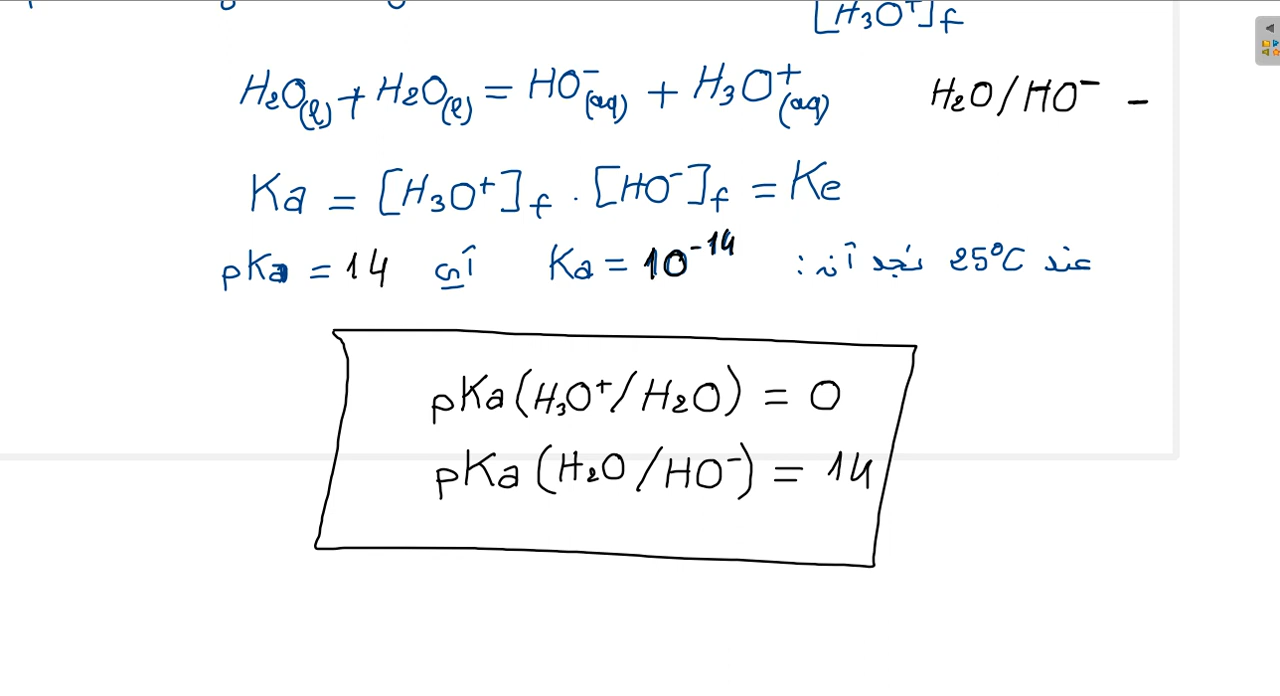 [H₃O⁺]f
H₂O(l) + H₂O(l) = HO⁻(aq) + H₃O⁺(aq) H₂O/HO⁻ -
Ka = [H₃O⁺]f . [HO⁻]f = Ke
عند 25°C نجد أنه : Ka = 10⁻¹⁴ أي pKa = 14
pKa(H₃O⁺/H₂O) = 0
pKa(H₂O/HO⁻) = 14